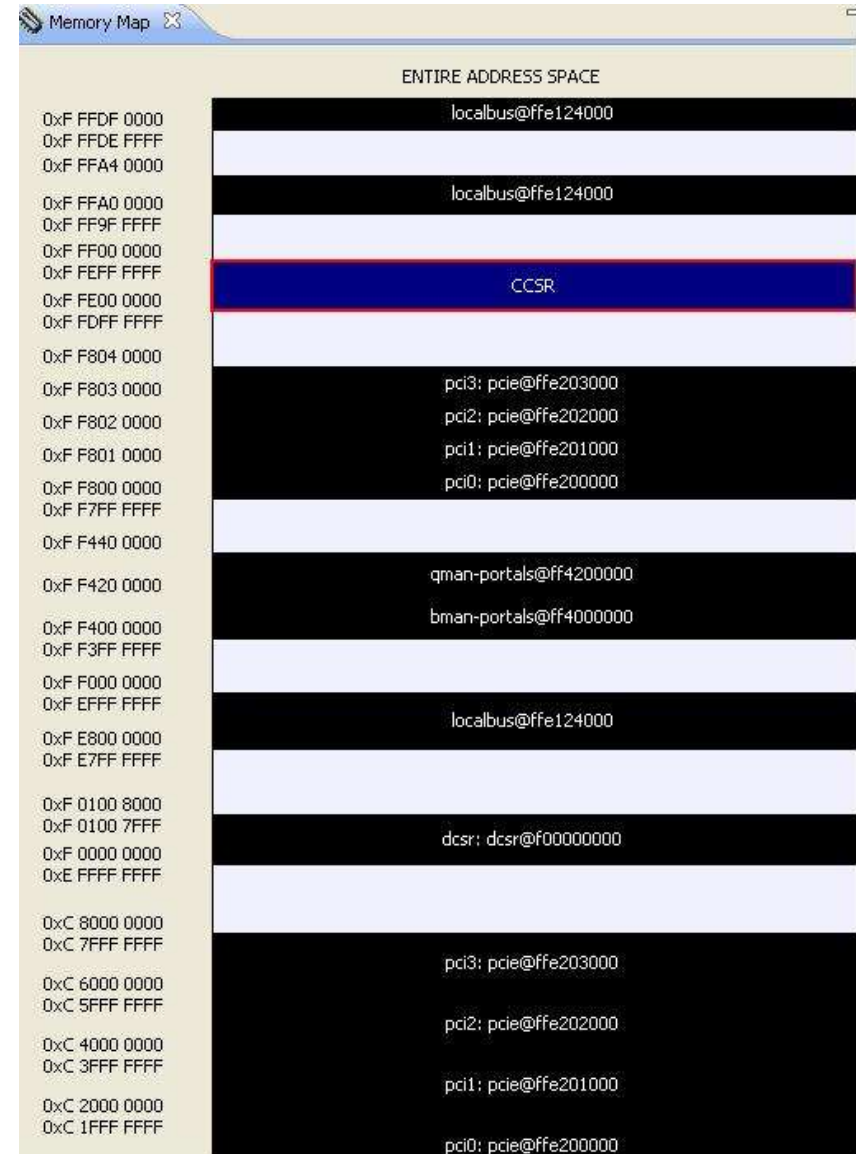 Memory Map
ENTIRE ADDRESS SPACE
0xF FFDF 0000
localbus@ffe124000
0xF FFDE FFFF
0xF FFA4 0000
0xF FFA0 0000
localbus@ffe124000
0xF FF9F FFFF
0xF FF00 0000
0xF FEFF FFFF
CCSR
0xF FE00 0000
0xF FDFF FFFF
0xF F804 0000
0xF F803 0000
pci3: pcie@ffe203000
0xF F802 0000
pci2: pcie@ffe202000
0xF F801 0000
pci1: pcie@ffe201000
0xF F800 0000
pci0: pcie@ffe200000
0xF F7FF FFFF
0xF F440 0000
0xF F420 0000
qman-portals@ff4200000
0xF F400 0000
bman-portals@ff4000000
0xF F3FF FFFF
0xF F000 0000
0xF EFFF FFFF
localbus@ffe124000
0xF E800 0000
0xF E7FF FFFF
0xF 0100 8000
0xF 0100 7FFF
dcsr: dcsr@f00000000
0xF 0000 0000
0xE FFFF FFFF
0xC 8000 0000
0xC 7FFF FFFF
pci3: pcie@ffe203000
0xC 6000 0000
0xC 5FFF FFFF
pci2: pcie@ffe202000
0xC 4000 0000
0xC 3FFF FFFF
pci1: pcie@ffe201000
0xC 2000 0000
0xC 1FFF FFFF
pci0: pcie@ffe200000